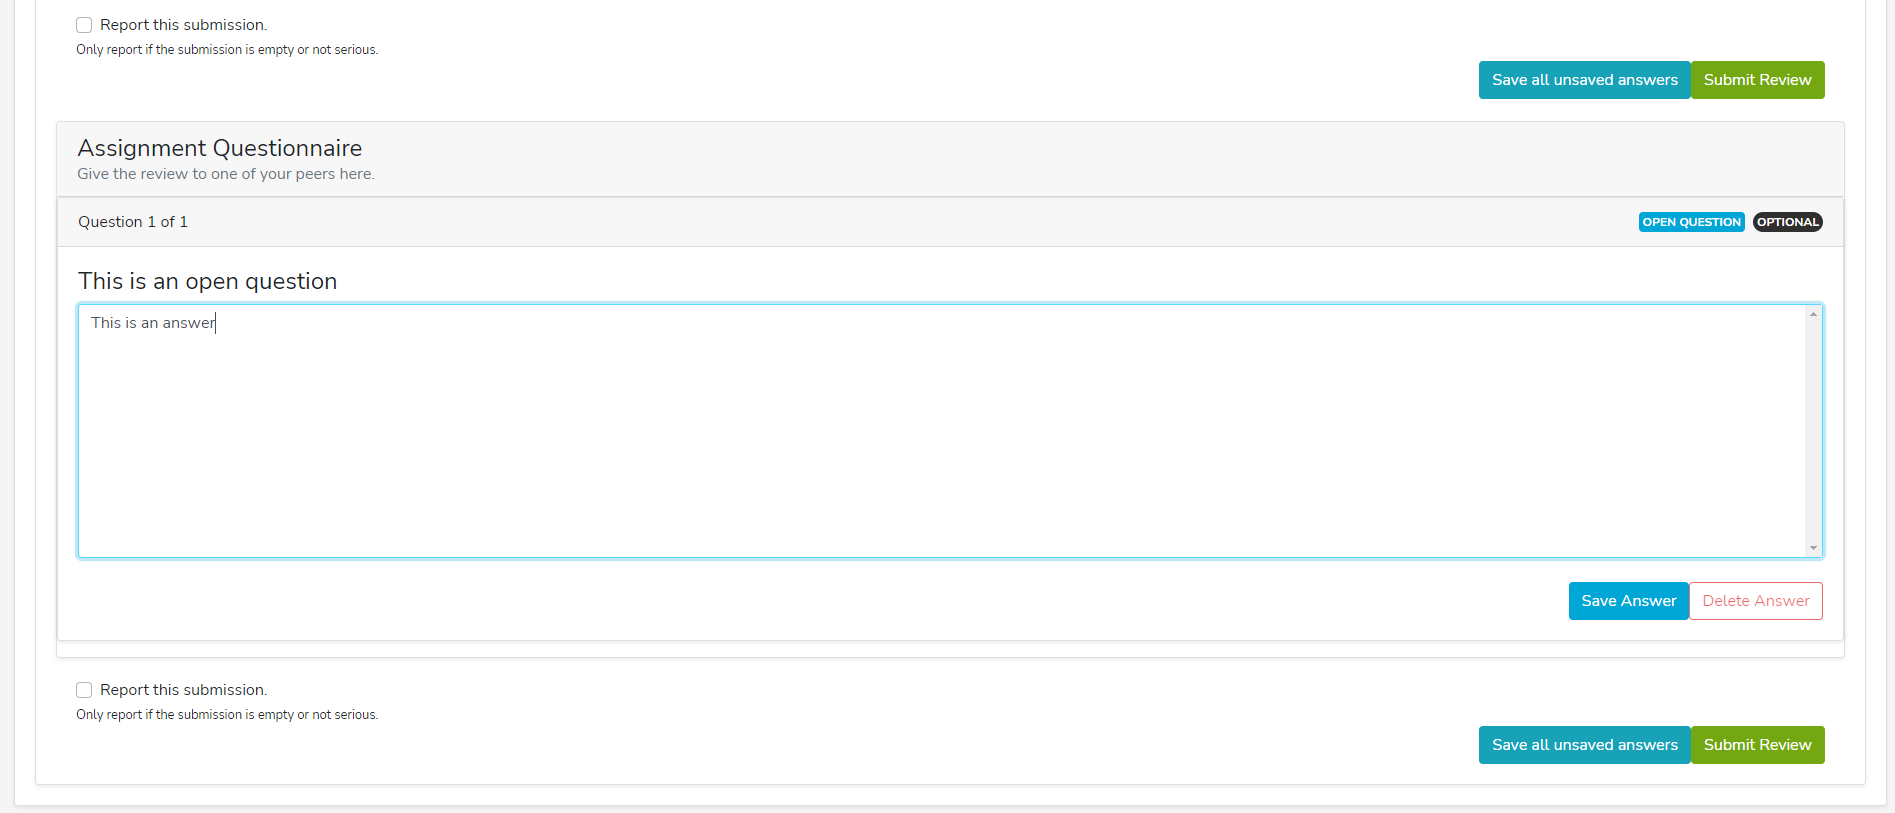 Report this submission.
Only report if the submission is empty or not serious.
Save all unsaved answers Submit Review
Assignment Questionnaire
Give the review to one of your peers here.
Question 1 of 1 OPEN QUESTION OPTIONAL
This is an open question
This is an answer
Save Answer Delete Answer
Report this submission.
Only report if the submission is empty or not serious.
Save all unsaved answers Submit Review